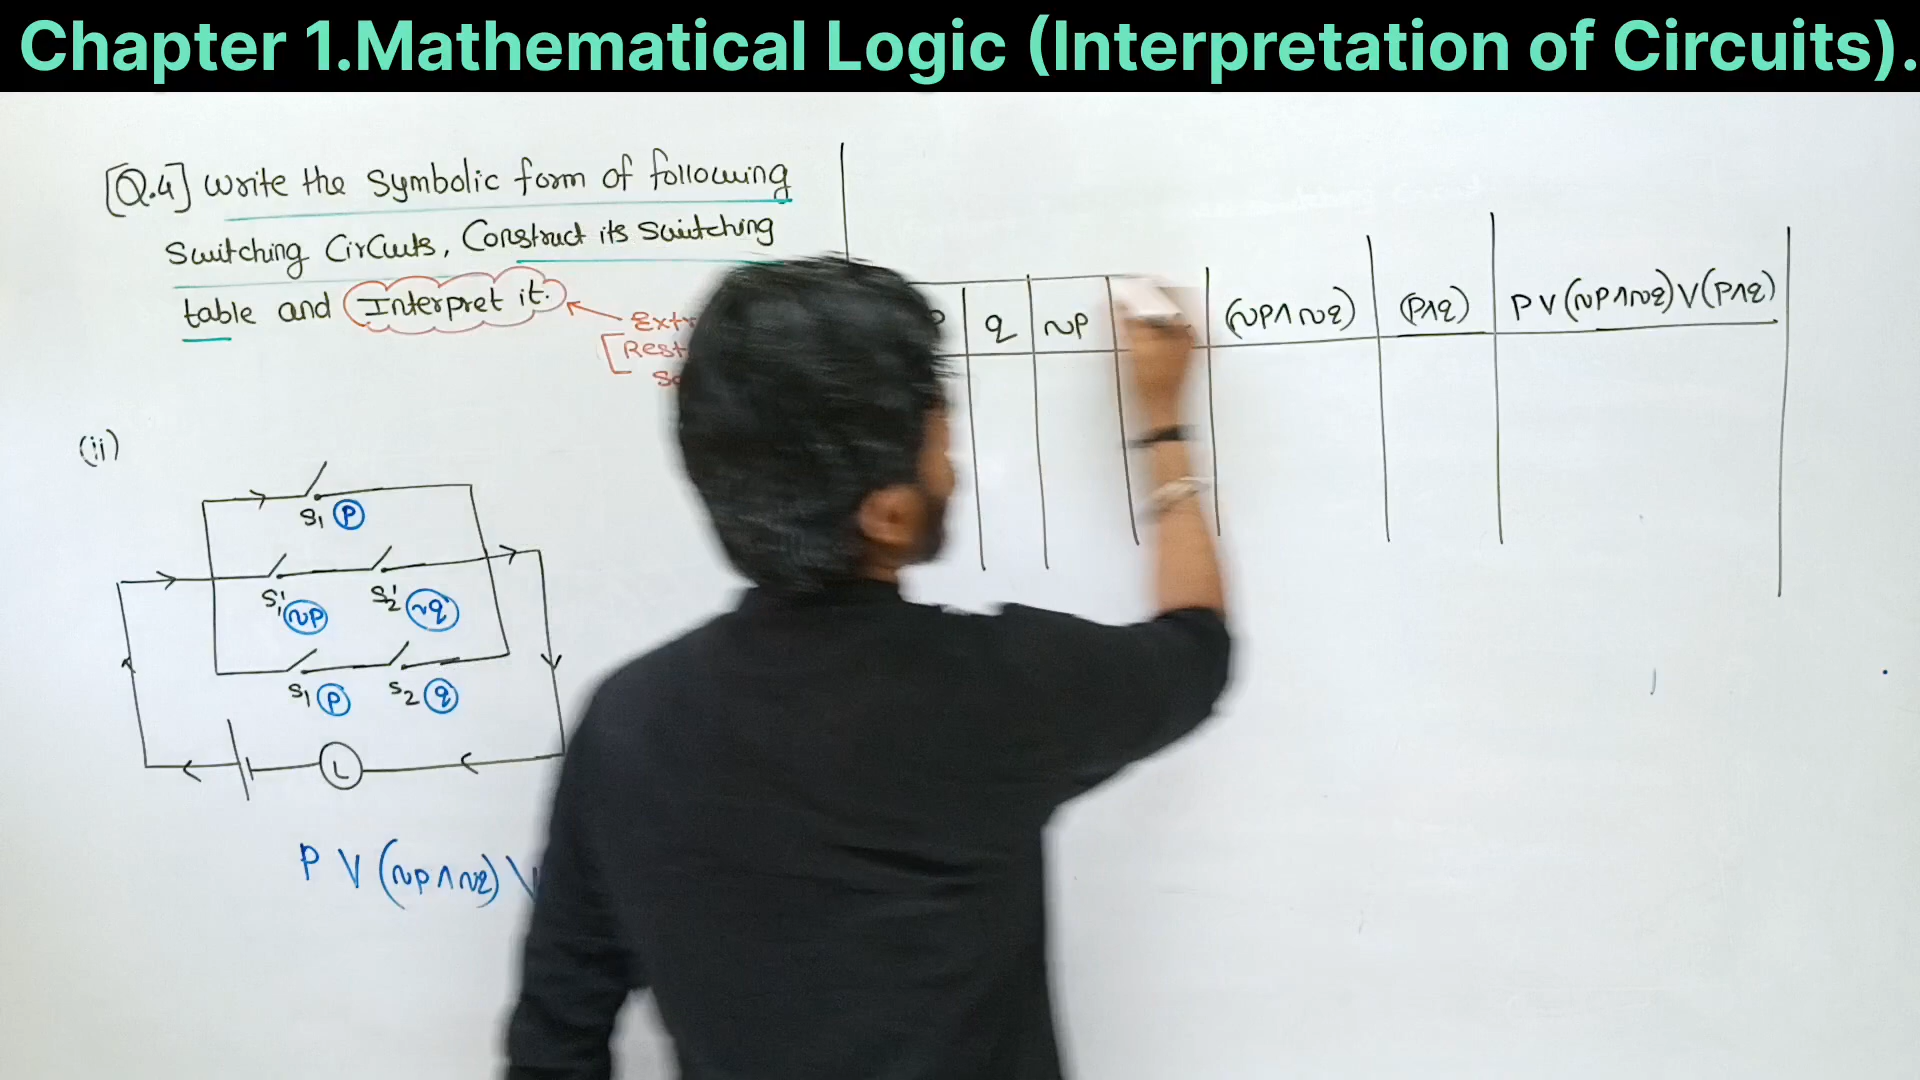 Chapter 1.Mathematical Logic (Interpretation of Circuits).
[Q.4] Write the Symbolic form of following
Switching Circuits, Construct its Switching
table and Interpret it.
[Rest
(ii)
S₁ p
S₁' ~p S₂' ~q
S₁ p S₂ q
L
p ∨ (~p ∧ ~q) ∨
q ~p (~p ∧ ~q) (p ∧ q) p ∨ (~p ∧ ~q) ∨ (p ∧ q)